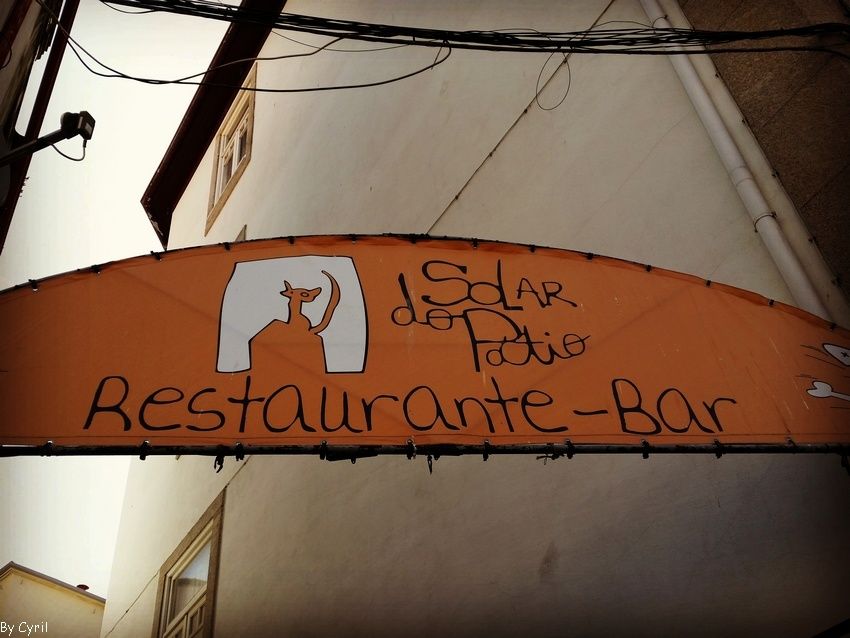 SoLAR
do Patio
Restaurante-Bar
By Cyril